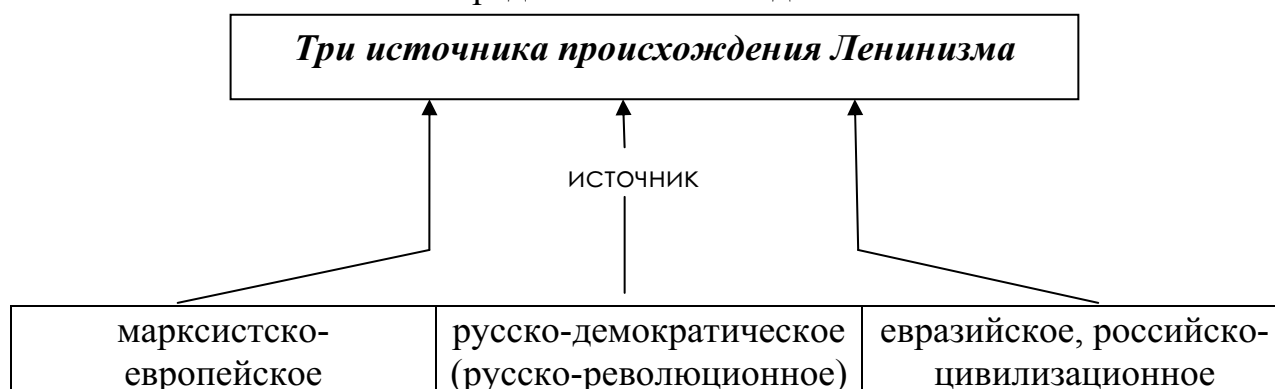 Три источника происхождения Ленинизма
источник
марксистско-
европейское
русско-демократическое
(русско-революционное)
евразийское, российско-
цивилизационное